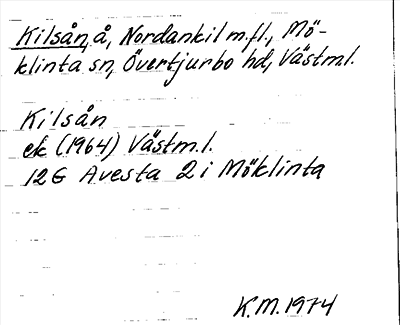 Kilsån, å, Nordankil m.fl., Mö-
klinta sn, Övertjurbo hd, Västml.
Kilsån
ek (1964) Västm.l.
12G Avesta 2 i Möklinta
K.M. 1974